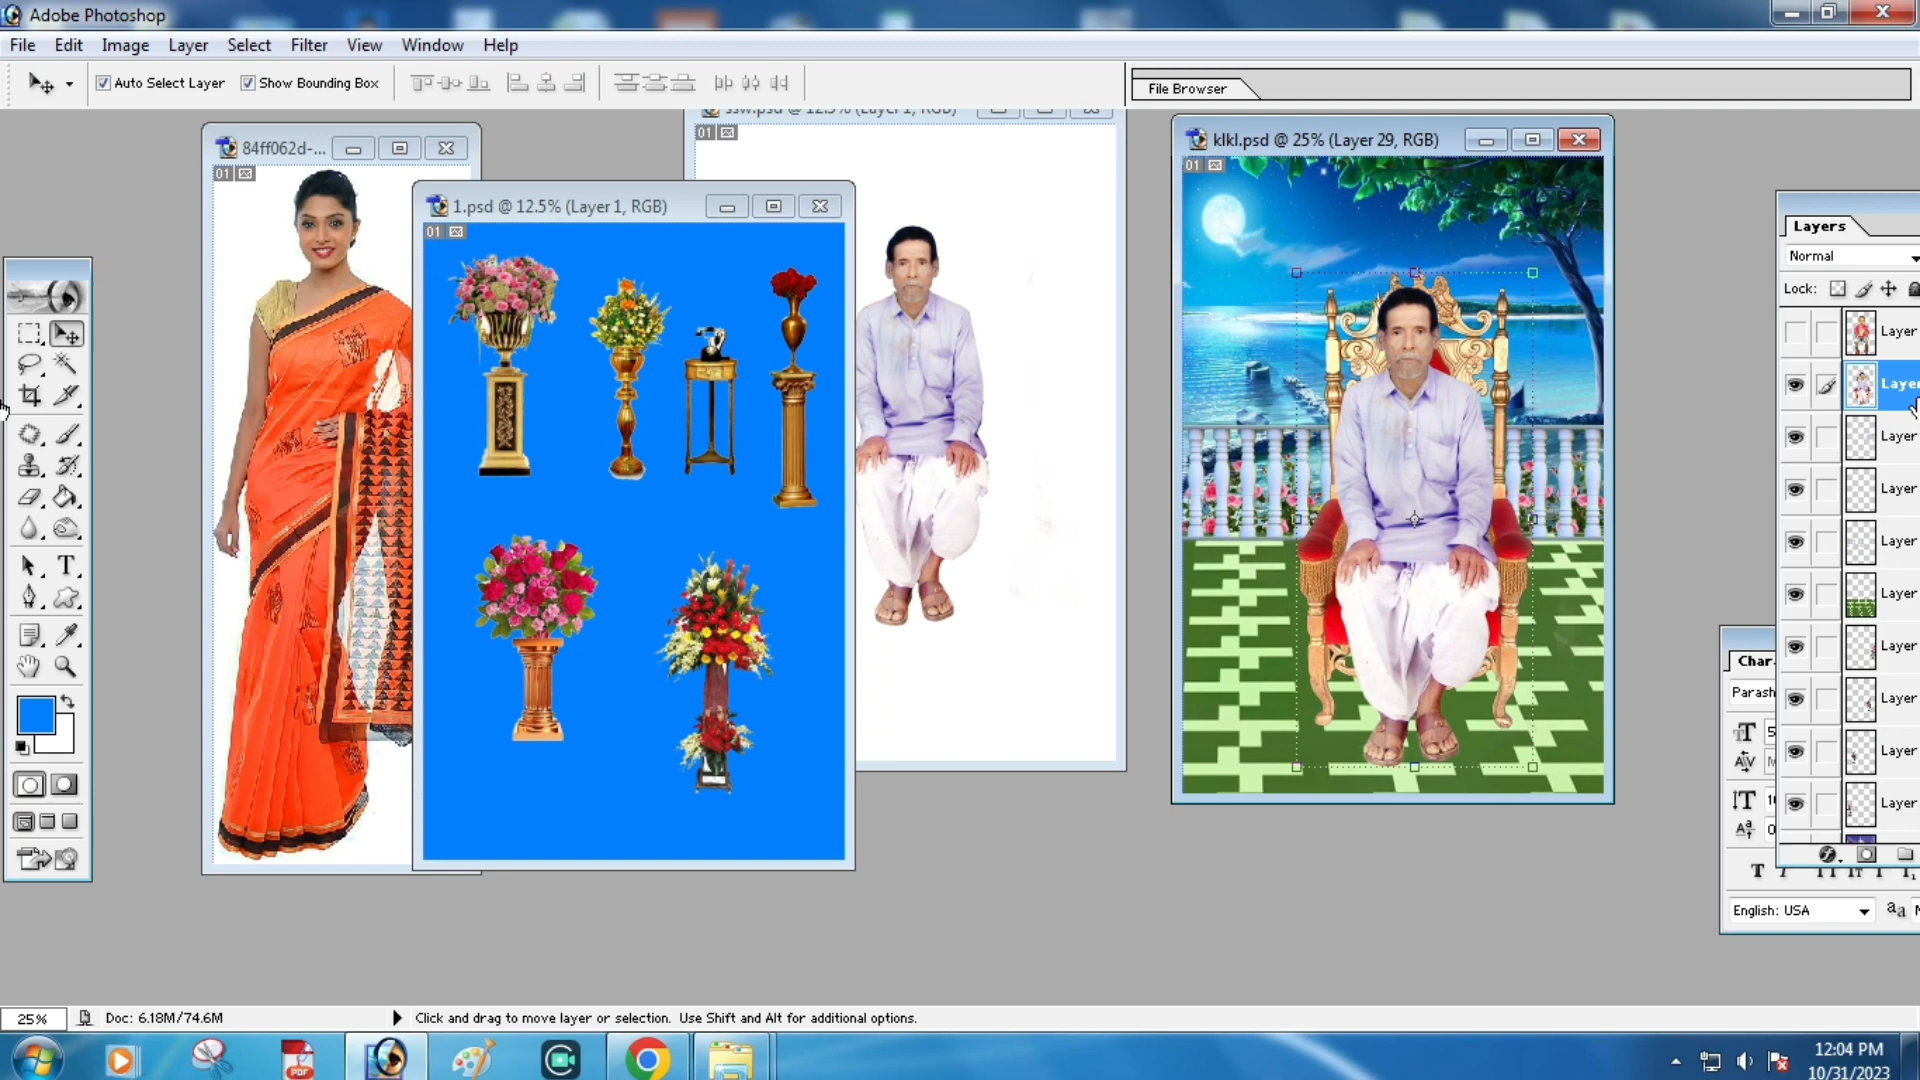 Adobe Photoshop
File Edit Image Layer Select Filter View Window Help
Auto Select Layer Show Bounding Box
File Browser
84ff062d-...
01
1.psd @ 12.5% (Layer 1, RGB)
01
ssw.psd @ 12.5% (Layer 1, RGB)
01
klkl.psd @ 25% (Layer 29, RGB)
01
Layers
Normal
Lock:
Layer
Layer
Layer
Layer
Layer
Layer
Layer
Layer
Layer
Layer
Char
Parash
English: USA
25% Doc: 6.18M/74.6M Click and drag to move layer or selection. Use Shift and Alt for additional options.
PDF
12:04 PM
10/31/2023